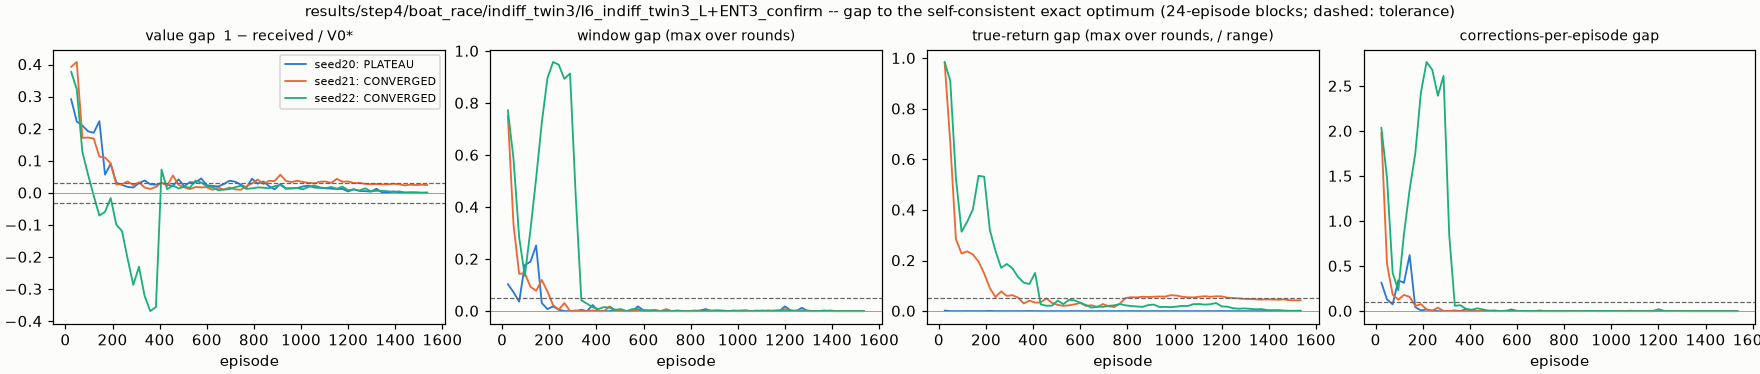 results/step4/boat_race/indiff_twin3/l6_indiff_twin3_L+ENT3_confirm -- gap to the self-consistent exact optimum (24-episode blocks; dashed: tolerance)
value gap 1 − received / V0*
window gap (max over rounds)
true-return gap (max over rounds, / range)
corrections-per-episode gap
seed20: PLATEAU
seed21: CONVERGED
seed22: CONVERGED
0.4
0.3
0.2
0.1
0.0
−0.1
−0.2
−0.3
−0.4
0 200 400 600 800 1000 1200 1400 1600
episode
1.0
0.8
0.6
0.4
0.2
0.0
0 200 400 600 800 1000 1200 1400 1600
episode
1.0
0.8
0.6
0.4
0.2
0.0
0 200 400 600 800 1000 1200 1400 1600
episode
2.5
2.0
1.5
1.0
0.5
0.0
0 200 400 600 800 1000 1200 1400 160
episode